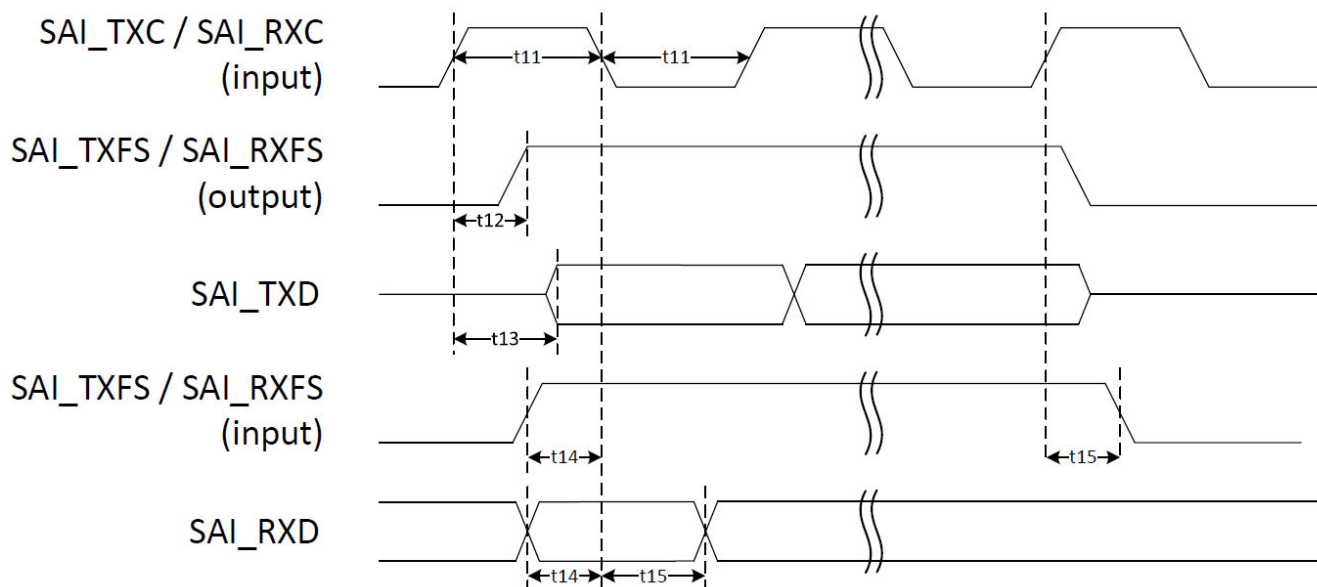 SAI_TXC / SAI_RXC
(input)
t11
t11
SAI_TXFS / SAI_RXFS
(output)
t12
SAI_TXD
t13
SAI_TXFS / SAI_RXFS
(input)
t14
t15
SAI_RXD
t14
t15